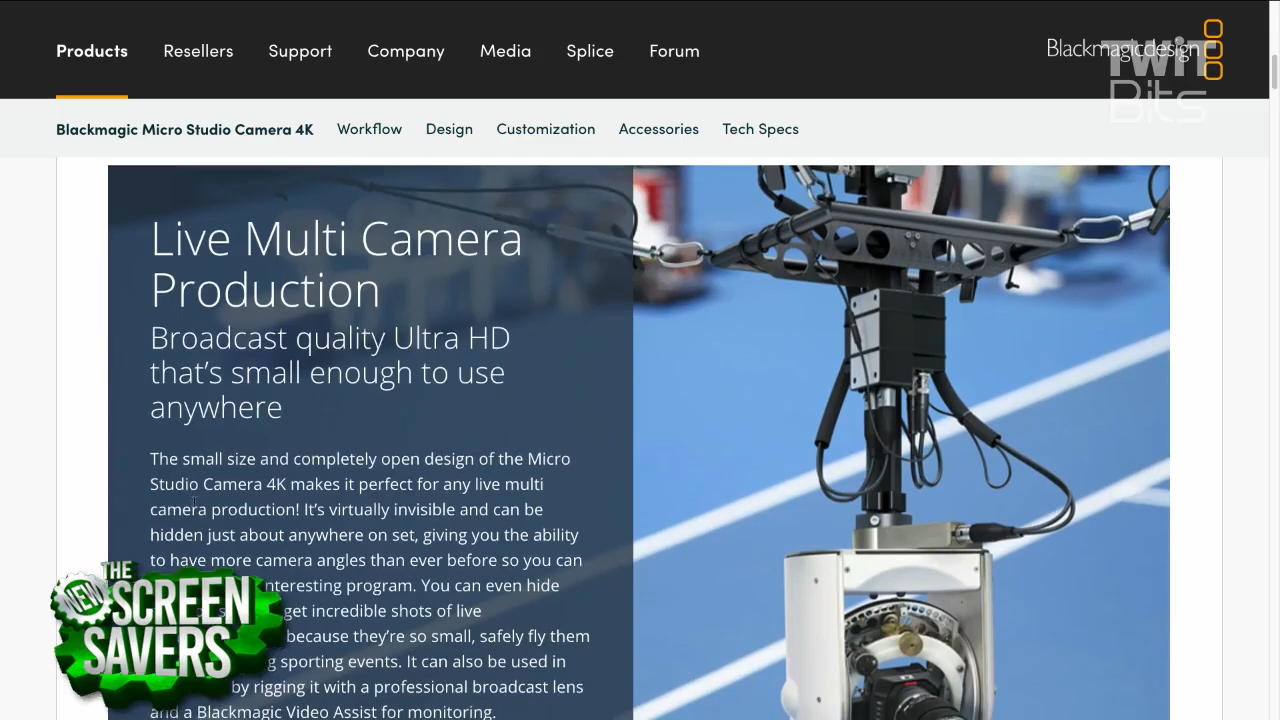 Products Resellers Support Company Media Splice Forum
Blackmagicdesign
TWiT
Bits
Blackmagic Micro Studio Camera 4K Workflow Design Customization Accessories Tech Specs
Live Multi Camera
Production
Broadcast quality Ultra HD
that's small enough to use
anywhere
The small size and completely open design of the Micro
Studio Camera 4K makes it perfect for any live multi
camera production! It's virtually invisible and can be
hidden just about anywhere on set, giving you the ability
to have more camera angles than ever before so you can
nteresting program. You can even hide
get incredible shots of live
because they're so small, safely fly them
g sporting events. It can also be used in
by rigging it with a professional broadcast lens
and a Blackmagic Video Assist for monitoring.
THE
NEW
SCREEN
SAVERS